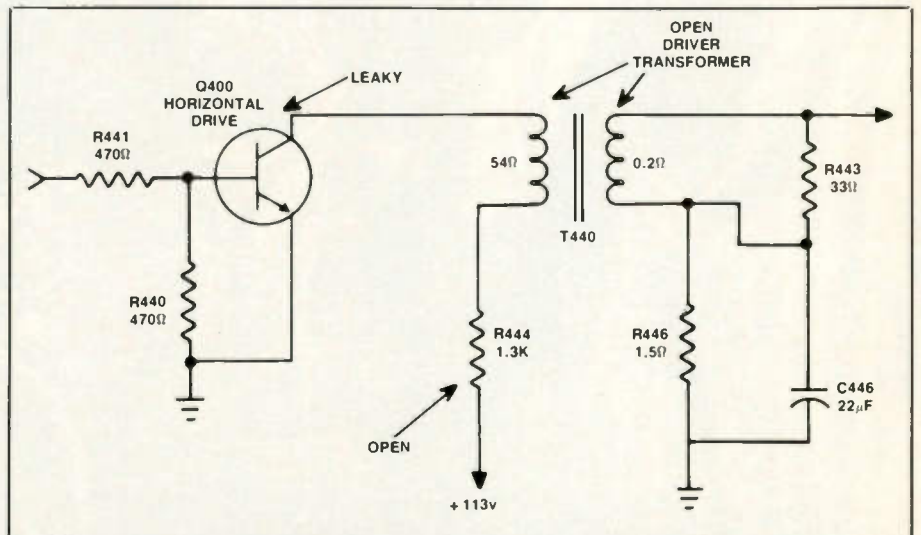 OPEN
DRIVER
TRANSFORMER
Q400
HORIZONTAL
DRIVE
LEAKY
R441
470Ω
54Ω
0.2Ω
R443
33Ω
T440
R440
470Ω
R444
1.3K
R446
1.5Ω
C446
22μF
OPEN
+113v